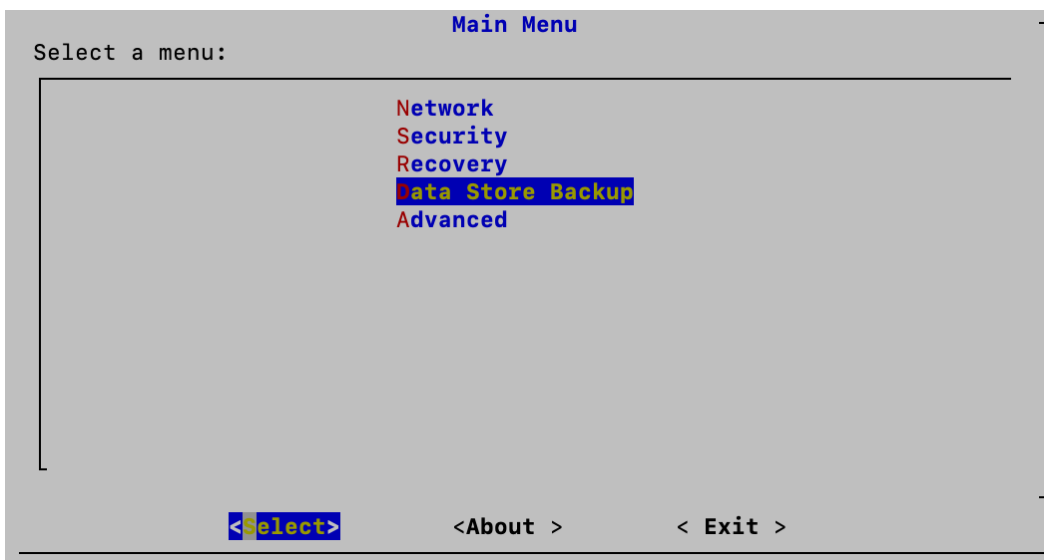 Main Menu
Select a menu:
Network
Security
Recovery
Data Store Backup
Advanced
<Select> <About > < Exit >